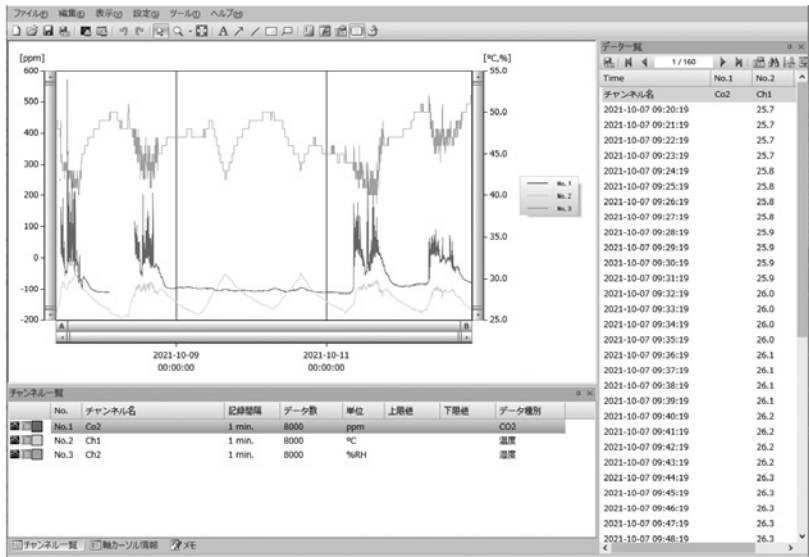 ファイル(F) 編集(E) 表示(V) 設定(S) ツール(T) ヘルプ(H)
[ppm]
[℃,%]
600
500
400
300
200
100
0
-100
-200
55.0
50.0
45.0
40.0
35.0
30.0
25.0
A
B
2021-10-09
00:00:00
2021-10-11
00:00:00
No.1
No.2
No.3
データ一覧
1 / 160
Time No.1 No.2
チャンネル名 Co2 Ch1
2021-10-07 09:20:19 25.7
2021-10-07 09:21:19 25.7
2021-10-07 09:22:19 25.7
2021-10-07 09:23:19 25.7
2021-10-07 09:24:19 25.8
2021-10-07 09:25:19 25.8
2021-10-07 09:26:19 25.8
2021-10-07 09:27:19 25.8
2021-10-07 09:28:19 25.9
2021-10-07 09:29:19 25.9
2021-10-07 09:30:19 25.9
2021-10-07 09:31:19 25.9
2021-10-07 09:32:19 26.0
2021-10-07 09:33:19 26.0
2021-10-07 09:34:19 26.0
2021-10-07 09:35:19 26.0
2021-10-07 09:36:19 26.1
2021-10-07 09:37:19 26.1
2021-10-07 09:38:19 26.1
2021-10-07 09:39:19 26.1
2021-10-07 09:40:19 26.2
2021-10-07 09:41:19 26.2
2021-10-07 09:42:19 26.2
2021-10-07 09:43:19 26.2
2021-10-07 09:44:19 26.3
2021-10-07 09:45:19 26.3
2021-10-07 09:46:19 26.3
2021-10-07 09:47:19 26.3
2021-10-07 09:48:19 26.3
チャンネル一覧
No. チャンネル名 記録間隔 データ数 単位 上限値 下限値 データ種別
No.1 Co2 1 min. 8000 ppm CO2
No.2 Ch1 1 min. 8000 ℃ 温度
No.3 Ch2 1 min. 8000 %RH 湿度
チャンネル一覧 軸カーソル情報 メモ